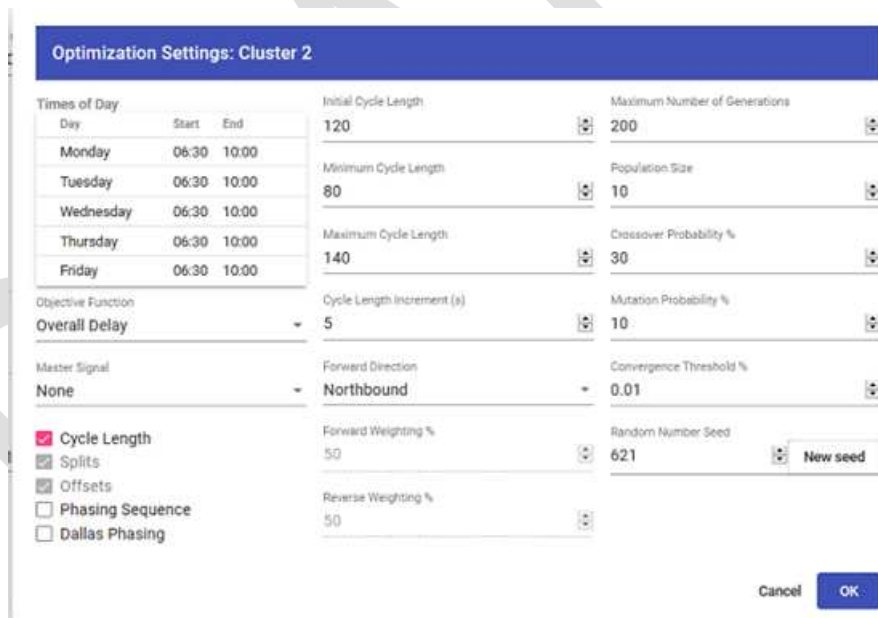 Optimization Settings: Cluster 2
Times of Day
Day Start End
Monday 06:30 10:00
Tuesday 06:30 10:00
Wednesday 06:30 10:00
Thursday 06:30 10:00
Friday 06:30 10:00
Objective Function
Overall Delay
Master Signal
None
Cycle Length
Splits
Offsets
Phasing Sequence
Dallas Phasing
Initial Cycle Length
120
Minimum Cycle Length
80
Maximum Cycle Length
140
Cycle Length Increment (s)
5
Forward Direction
Northbound
Forward Weighting %
50
Reverse Weighting %
50
Maximum Number of Generations
200
Population Size
10
Crossover Probability %
30
Mutation Probability %
10
Convergence Threshold %
0.01
Random Number Seed
621 New seed
Cancel OK